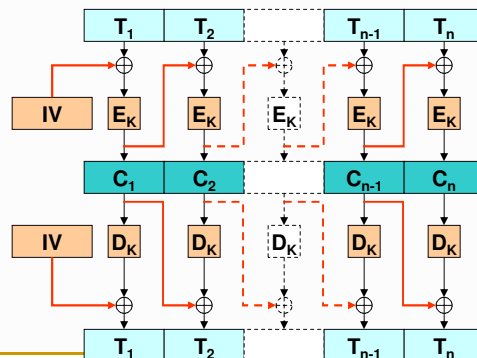 T1 T2 Tn-1 Tn
IV EK EK EK EK EK
C1 C2 Cn-1 Cn
IV DK DK DK DK DK
T1 T2 Tn-1 Tn